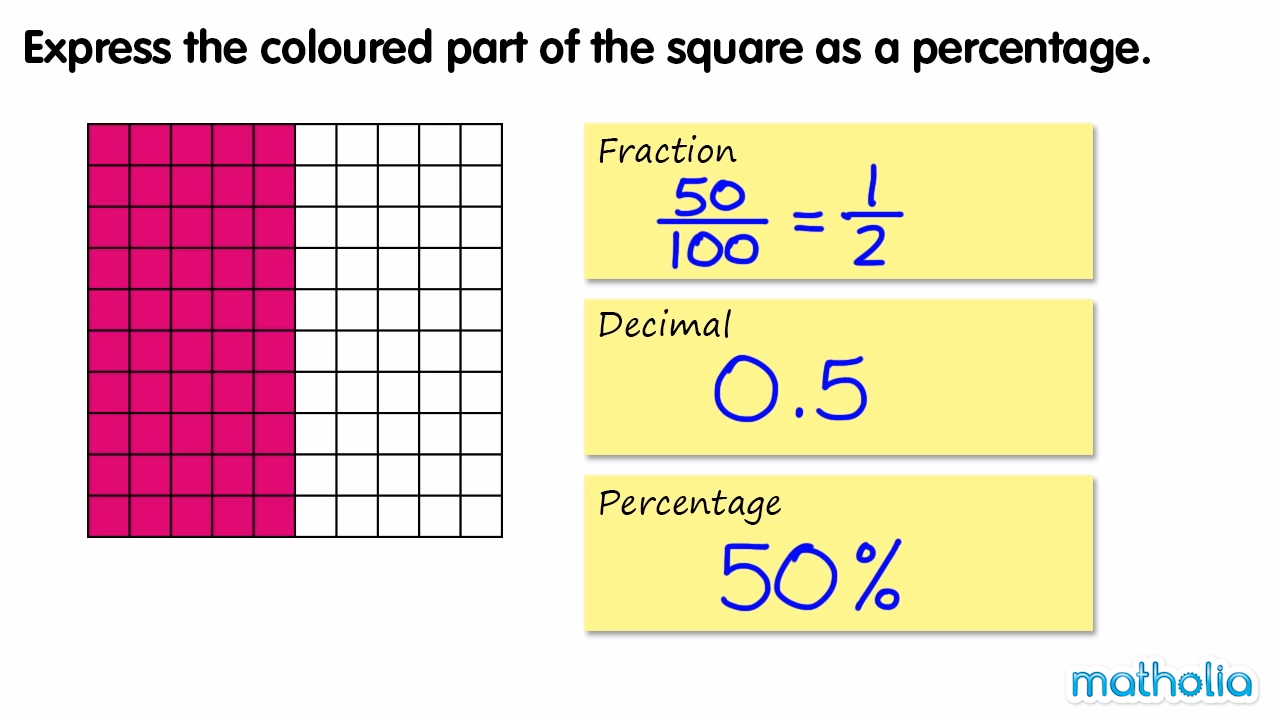 Express the coloured part of the square as a percentage.
Fraction
50/100 = 1/2
Decimal
0.5
Percentage
50%
matholia